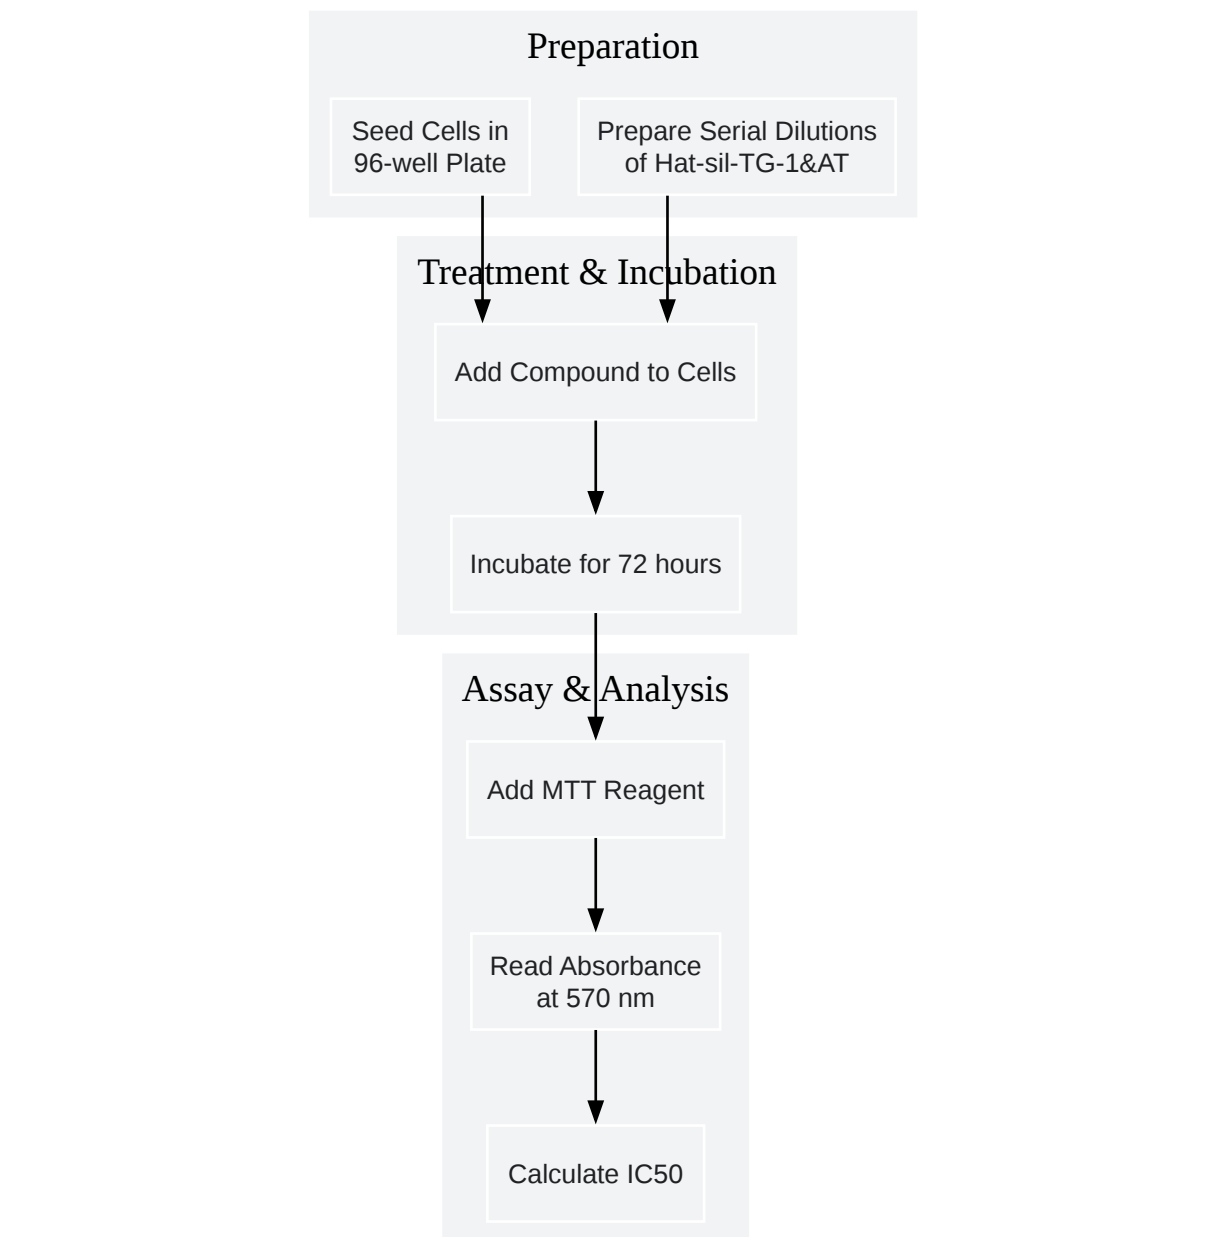 Preparation
Seed Cells in
96-well Plate
Prepare Serial Dilutions
of Hat-sil-TG-1&AT
Treatment & Incubation
Add Compound to Cells
Incubate for 72 hours
Assay & Analysis
Add MTT Reagent
Read Absorbance
at 570 nm
Calculate IC50